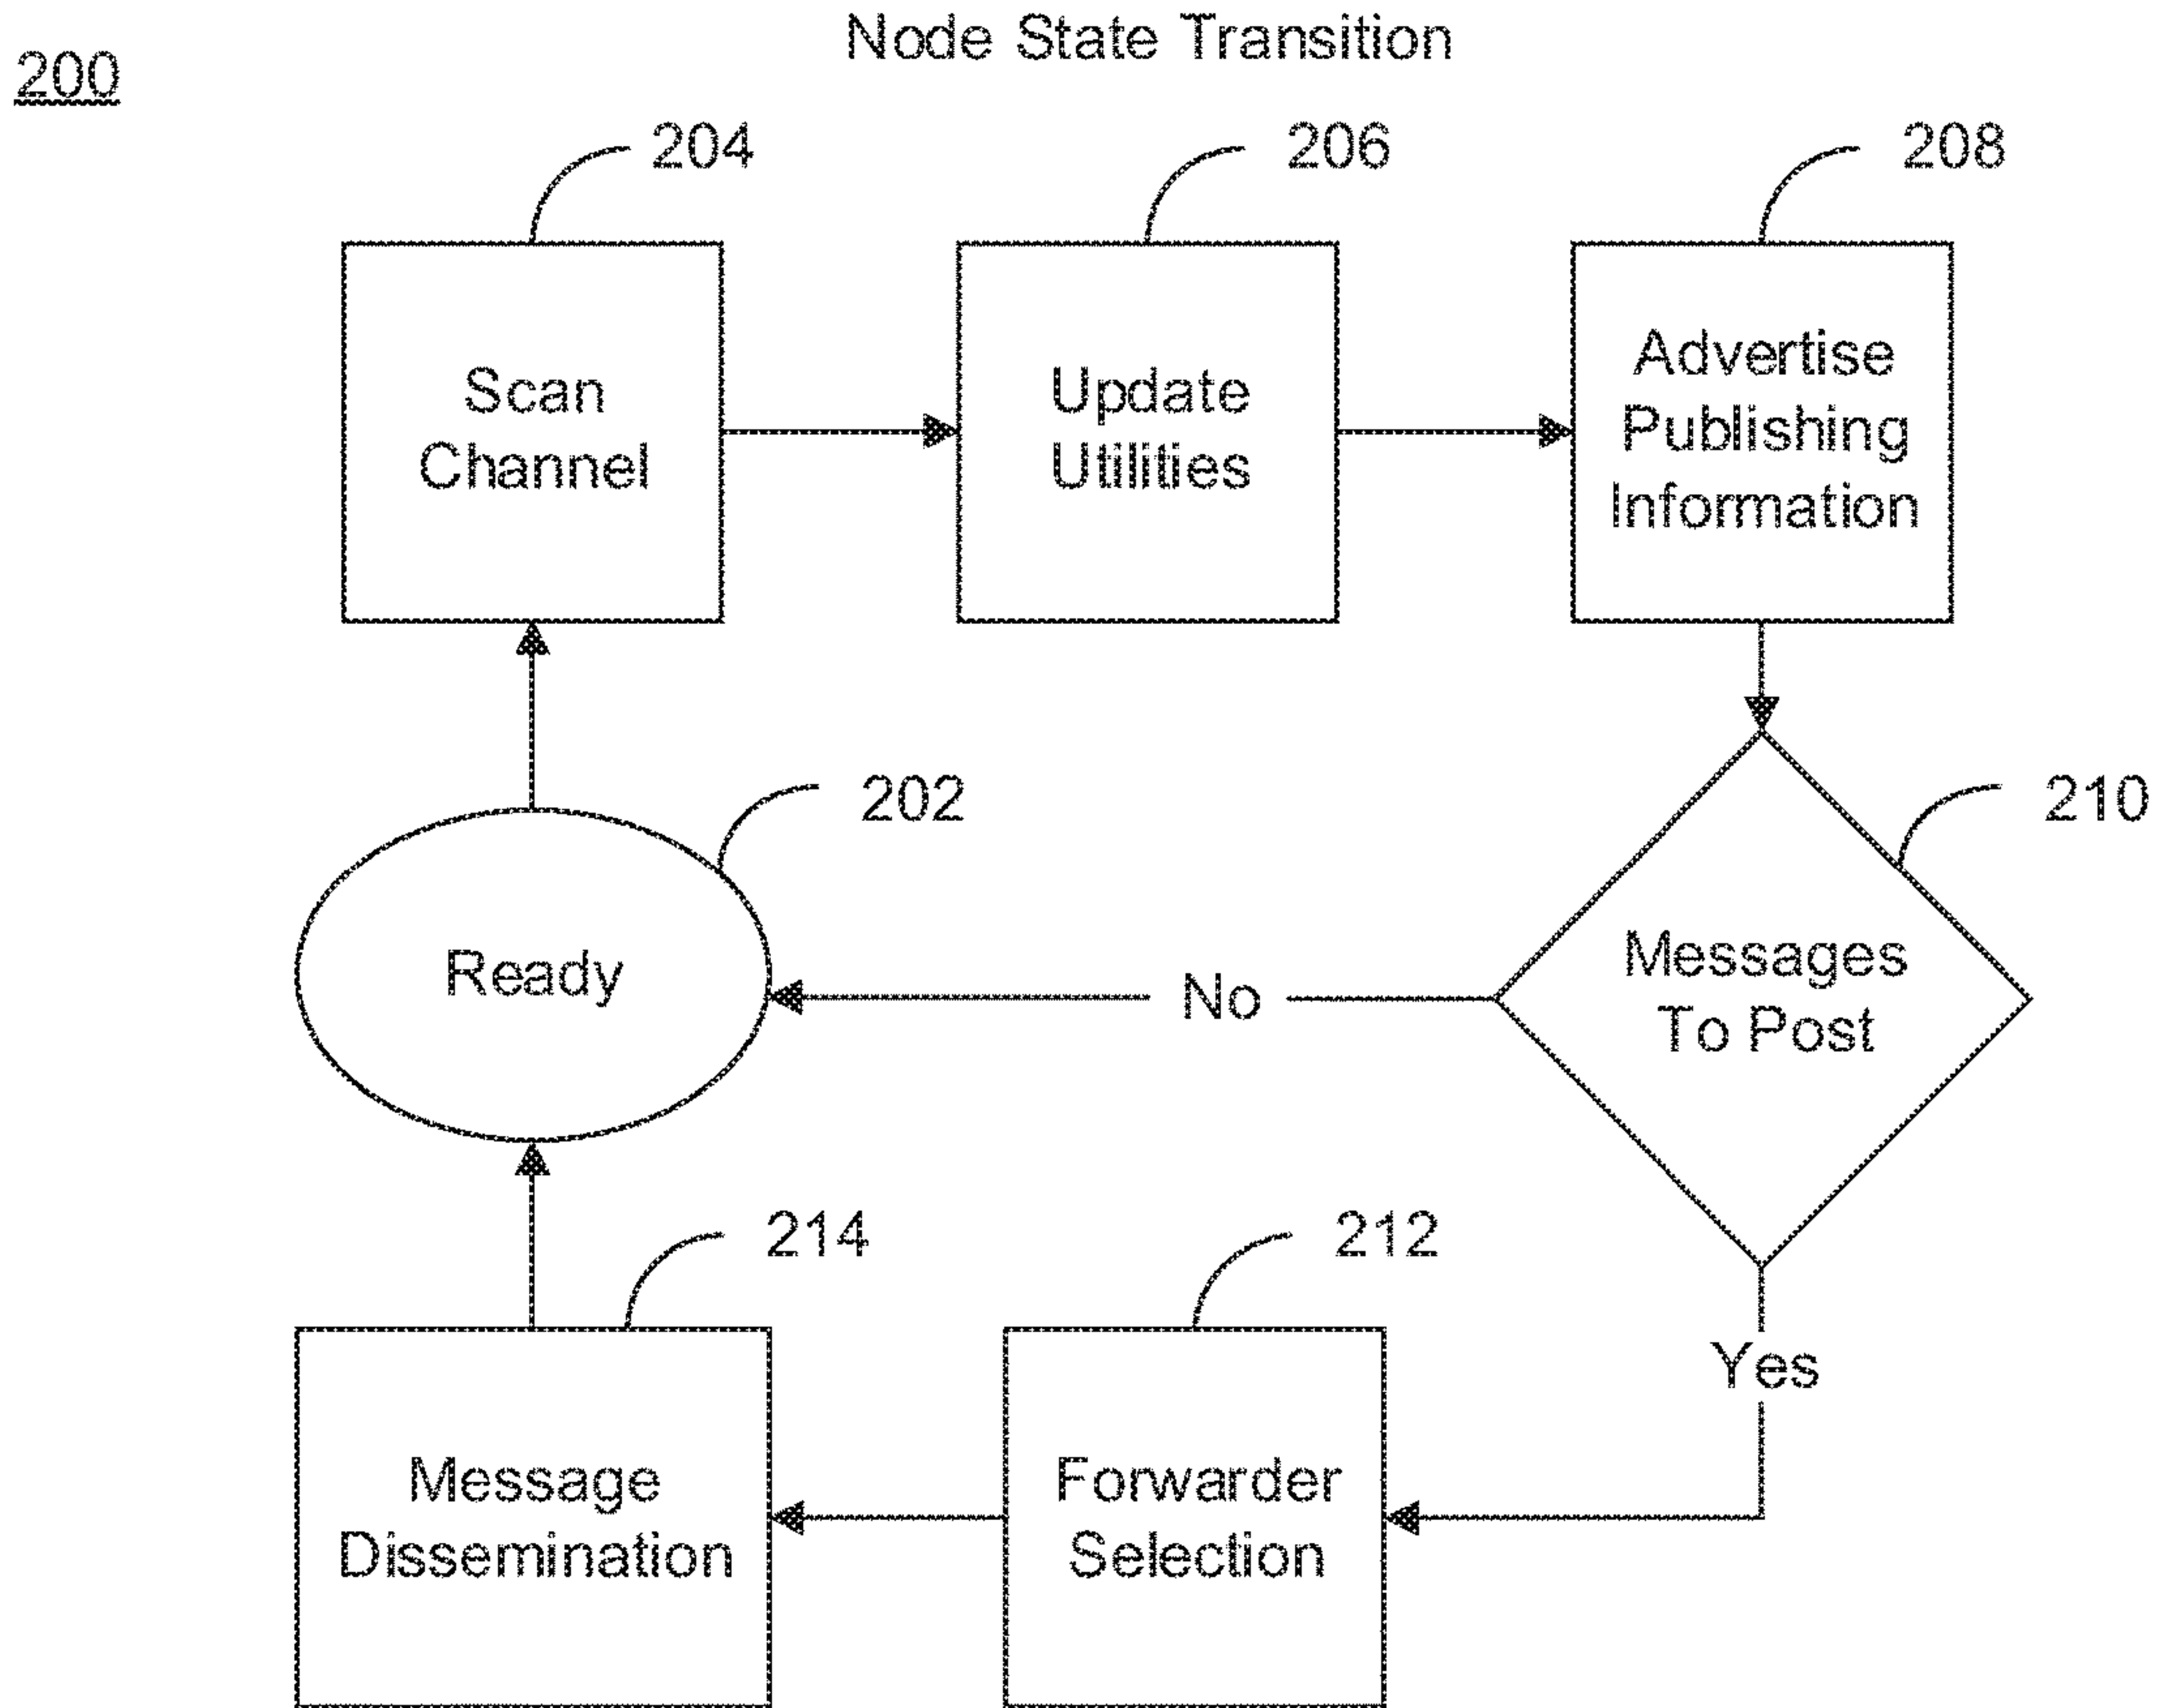 Node State Transition
200
204
206
208
Scan
Channel
Update
Utilities
Advertise
Publishing
Information
202
210
Ready
No
Messages
To Post
214
212
Yes
Message
Dissemination
Forwarder
Selection